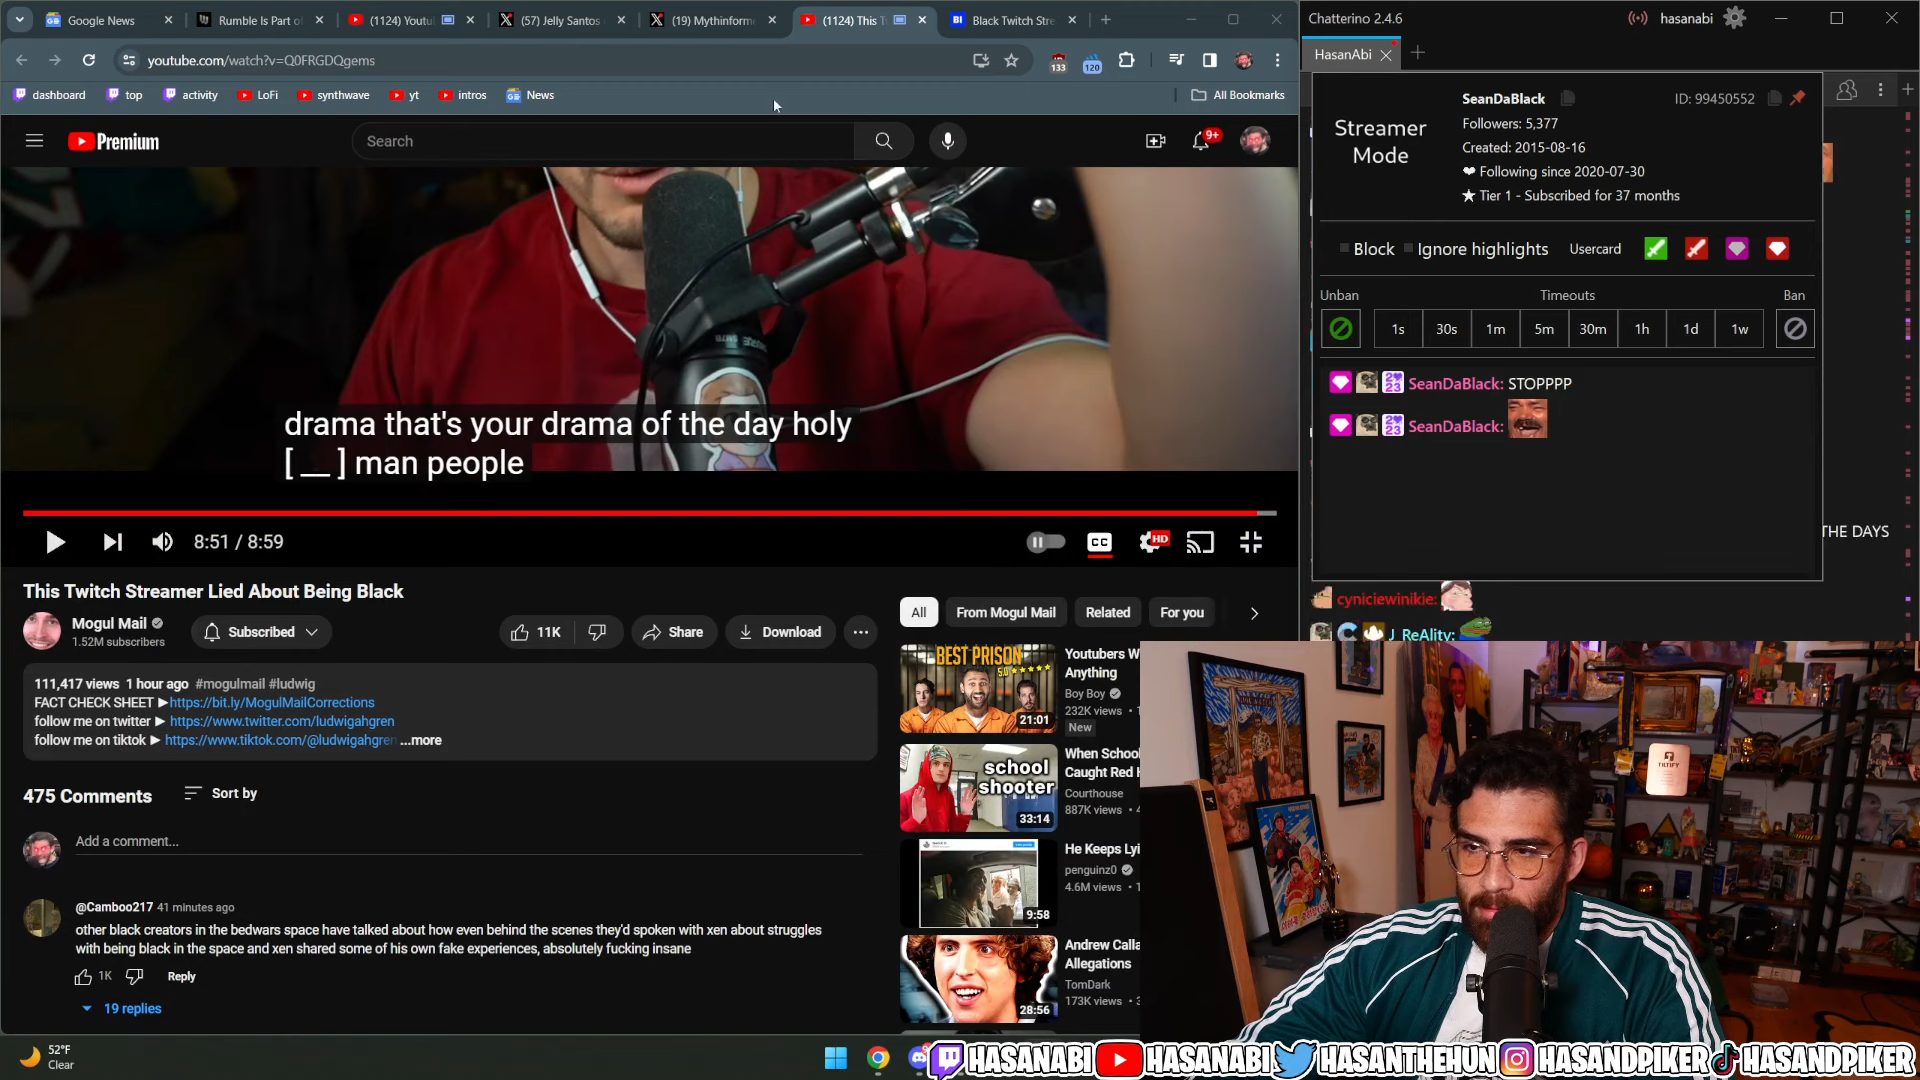 Google News
Rumble Is Part o
(1124) Youtu
(57) Jelly Santos
(19) Mythinform
(1124) This T
BI
Black Twitch Stre
youtube.com/watch?v=Q0FRGDQgems
133
120
dashboard
top
activity
LoFi
synthwave
yt
intros
News
All Bookmarks
Premium
Search
9+
drama that's your drama of the day holy
[ __ ] man people
8:51 / 8:59
CC
HD
This Twitch Streamer Lied About Being Black
Mogul Mail
1.52M subscribers
Subscribed
11K
Share
Download
111,417 views 1 hour ago #mogulmail #ludwig
FACT CHECK SHEET ►https://bit.ly/MogulMailCorrections
follow me on twitter ► https://www.twitter.com/ludwigahgren
follow me on tiktok ► https://www.tiktok.com/@ludwigahgren ...more
475 Comments
Sort by
Add a comment...
@Camboo217 41 minutes ago
other black creators in the bedwars space have talked about how even behind the scenes they'd spoken with xen about struggles
with being black in the space and xen shared some of his own fake experiences, absolutely fucking insane
1K
Reply
19 replies
All
From Mogul Mail
Related
For you
BEST PRISON
5.0 ★★★★★
21:01
Youtubers W
Anything
Boy Boy
232K views
New
school
shooter
33:14
When School
Caught Red H
Courthouse
887K views
9:58
He Keeps Lyi
penguinz0
4.6M views
28:56
Andrew Calla
Allegations
TomDark
173K views
Chatterino 2.4.6
hasanabi
HasanAbi
Streamer
Mode
SeanDaBlack
ID: 99450552
Followers: 5,377
Created: 2015-08-16
❤ Following since 2020-07-30
★ Tier 1 - Subscribed for 37 months
Block
Ignore highlights
Usercard
Unban
Timeouts
Ban
1s
30s
1m
5m
30m
1h
1d
1w
SeanDaBlack: STOPPPP
SeanDaBlack:
THE DAYS
cyniciewinikie:
J_ReAlity:
TILTIFY
52°F
Clear
HASANABI
HASANABI
HASANTHEHUN
HASANDPIKER
HASANDPIKER